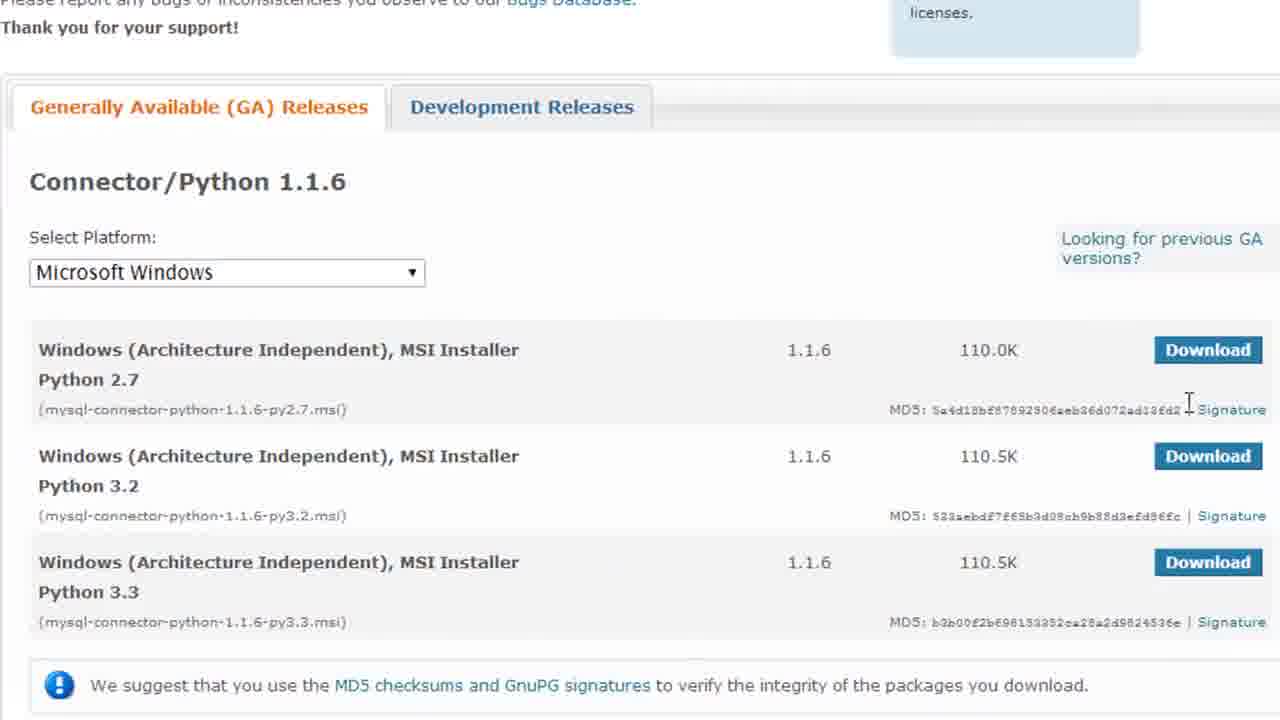 Please report any bugs or inconsistencies you observe to our Bugs Database.
Thank you for your support!
licenses.
Generally Available (GA) Releases
Development Releases
Connector/Python 1.1.6
Select Platform:
Looking for previous GA
versions?
Microsoft Windows
Windows (Architecture Independent), MSI Installer 1.1.6 110.0K Download
Python 2.7
(mysql-connector-python-1.1.6-py2.7.msi) MD5: | Signature
Windows (Architecture Independent), MSI Installer 1.1.6 110.5K Download
Python 3.2
(mysql-connector-python-1.1.6-py3.2.msi) MD5: | Signature
Windows (Architecture Independent), MSI Installer 1.1.6 110.5K Download
Python 3.3
(mysql-connector-python-1.1.6-py3.3.msi) MD5: | Signature
We suggest that you use the MD5 checksums and GnuPG signatures to verify the integrity of the packages you download.